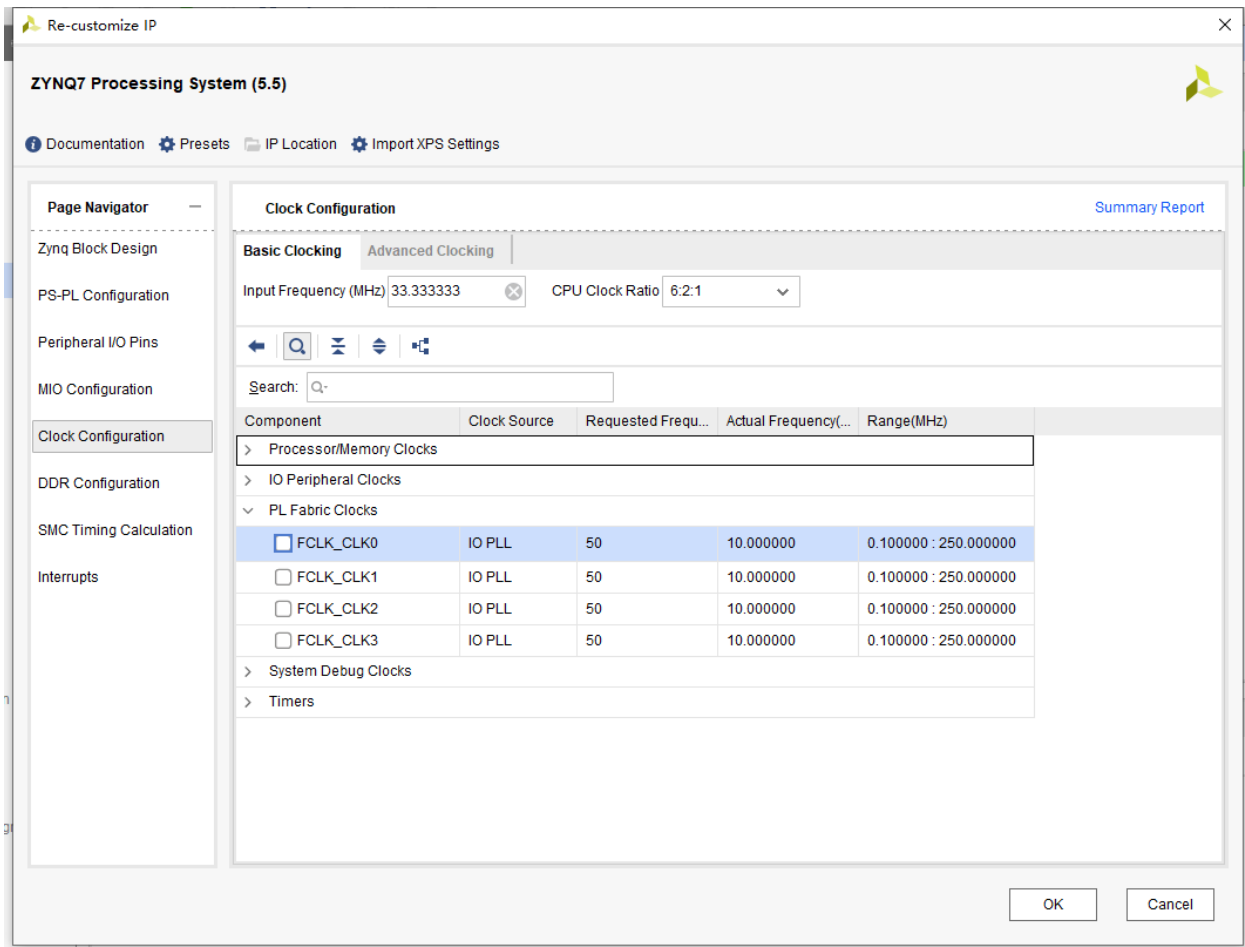 Re-customize IP
ZYNQ7 Processing System (5.5)
Documentation Presets IP Location Import XPS Settings
Page Navigator
Zynq Block Design
PS-PL Configuration
Peripheral I/O Pins
MIO Configuration
Clock Configuration
DDR Configuration
SMC Timing Calculation
Interrupts
Clock Configuration Summary Report
Basic Clocking Advanced Clocking
Input Frequency (MHz) 33.333333 CPU Clock Ratio 6:2:1
Search:
Component Clock Source Requested Frequ... Actual Frequency(... Range(MHz)
Processor/Memory Clocks
IO Peripheral Clocks
PL Fabric Clocks
FCLK_CLK0 IO PLL 50 10.000000 0.100000 : 250.000000
FCLK_CLK1 IO PLL 50 10.000000 0.100000 : 250.000000
FCLK_CLK2 IO PLL 50 10.000000 0.100000 : 250.000000
FCLK_CLK3 IO PLL 50 10.000000 0.100000 : 250.000000
System Debug Clocks
Timers
OK Cancel